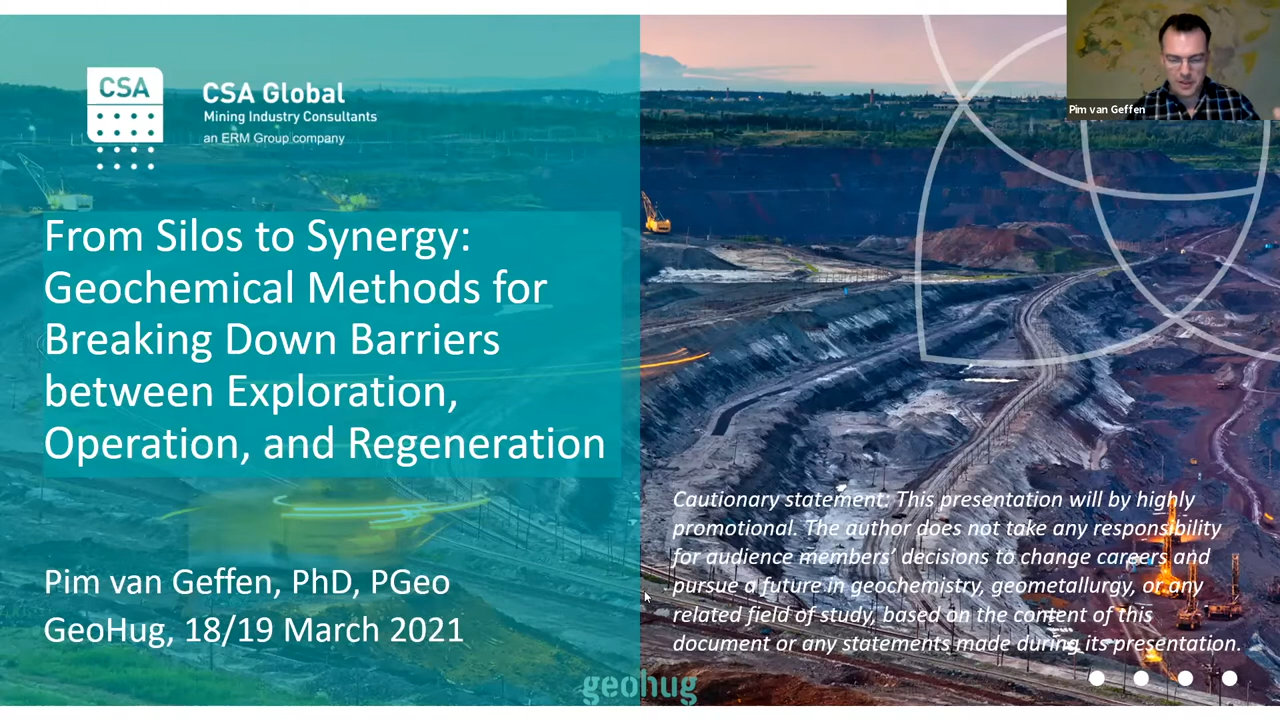 CSA
CSA Global
Mining Industry Consultants
an ERM Group company
Pim van Geffen
From Silos to Synergy:
Geochemical Methods for
Breaking Down Barriers
between Exploration,
Operation, and Regeneration
Cautionary statement: This presentation will by highly
promotional. The author does not take any responsibility
for audience members’ decisions to change careers and
pursue a future in geochemistry, geometallurgy, or any
related field of study, based on the content of this
document or any statements made during its presentation.
Pim van Geffen, PhD, PGeo
GeoHug, 18/19 March 2021
geohug